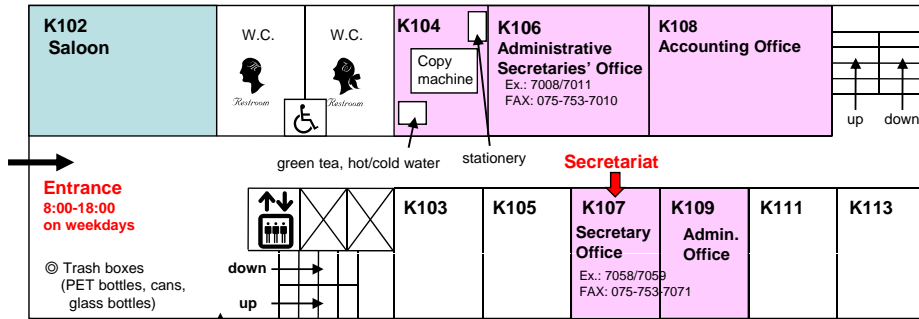 K102
Saloon
W.C.
Restroom
W.C.
Restroom
K104
Copy
machine
K106
Administrative
Secretaries' Office
Ex.: 7008/7011
FAX: 075-753-7010
K108
Accounting Office
up
down
green tea, hot/cold water
stationery
Secretariat
Entrance
8:00-18:00
on weekdays
◎ Trash boxes
(PET bottles, cans,
glass bottles)
down
up
K103
K105
K107
Secretary
Office
Ex.: 7058/7059
FAX: 075-753-7071
K109
Admin.
Office
K111
K113